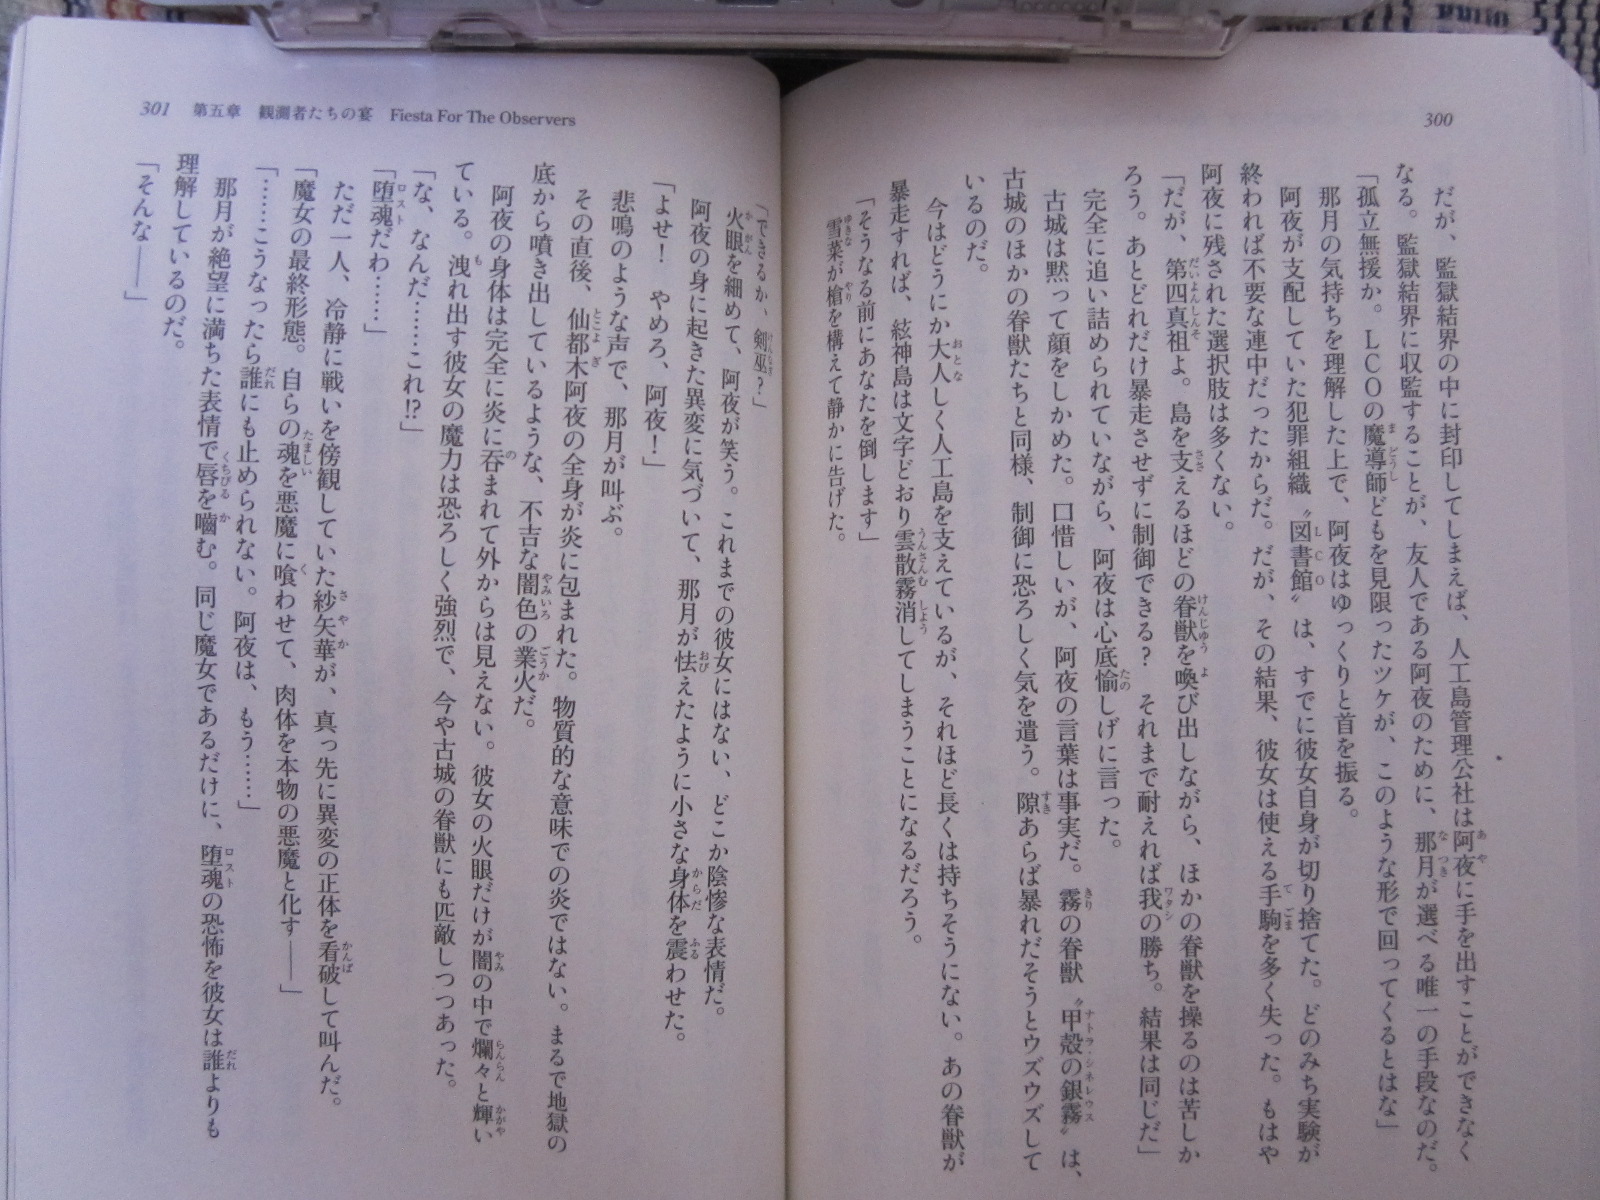 300
だが、監獄結界の中に封印してしまえば、人工島管理公社は阿夜に手を出すことができなく
なる。監獄結界に収監することが、友人である阿夜のために、那月が選べる唯一の手段なのだ。
「孤立無援か。LCOの魔導師どもを見限ったツケが、このような形で回ってくるとはな」
那月の気持ちを理解した上で、阿夜はゆっくりと首を振る。
阿夜が支配していた犯罪組織〝図書館〟は、すでに彼女自身が切り捨てた。どのみち実験が
終われば不要な連中だったからだ。だが、その結果、彼女は使える手駒を多く失った。もはや
阿夜に残された選択肢は多くない。
「だが、第四真祖よ。島を支えるほどの眷獣を喚び出しながら、ほかの眷獣を操るのは苦しか
ろう。あとどれだけ暴走させずに制御できる? それまで耐えれば我の勝ち。結果は同じだ」
完全に追い詰められていながら、阿夜は心底愉しげに言った。
古城は黙って顔をしかめた。口惜しいが、阿夜の言葉は事実だ。霧の眷獣〝甲殻の銀霧〟は、
古城のほかの眷獣たちと同様、制御に恐ろしく気を遣う。隙あらば暴れだそうとウズウズして
いるのだ。
今はどうにか大人しく人工島を支えているが、それほど長くは持ちそうにない。あの眷獣が
暴走すれば、絃神島は文字どおり雲散霧消してしまうことになるだろう。
「そうなる前にあなたを倒します」
雪菜が槍を構えて静かに告げた。
301 第五章 観測者たちの宴 Fiesta For The Observers
「できるか、剣巫?」
火眼を細めて、阿夜が笑う。これまでの彼女にはない、どこか陰惨な表情だ。
阿夜の身に起きた異変に気づいて、那月が怯えたように小さな身体を震わせた。
「よせ! やめろ、阿夜!」
悲鳴のような声で、那月が叫ぶ。
その直後、仙都木阿夜の全身が炎に包まれた。物質的な意味での炎ではない。まるで地獄の
底から噴き出しているような、不吉な闇色の業火だ。
阿夜の身体は完全に炎に呑まれて外からは見えない。彼女の火眼だけが闇の中で爛々と輝い
ている。洩れ出す彼女の魔力は恐ろしく強烈で、今や古城の眷獣にも匹敵しつつあった。
「な、なんだ……これ!?」
「堕魂だわ……」
ただ一人、冷静に戦いを傍観していた紗矢華が、真っ先に異変の正体を看破して叫んだ。
「魔女の最終形態。自らの魂を悪魔に喰わせて、肉体を本物の悪魔と化す――」
「……こうなったら誰にも止められない。阿夜は、もう……」
那月が絶望に満ちた表情で唇を嚙む。同じ魔女であるだけに、堕魂の恐怖を彼女は誰よりも
理解しているのだ。
「そんな――」